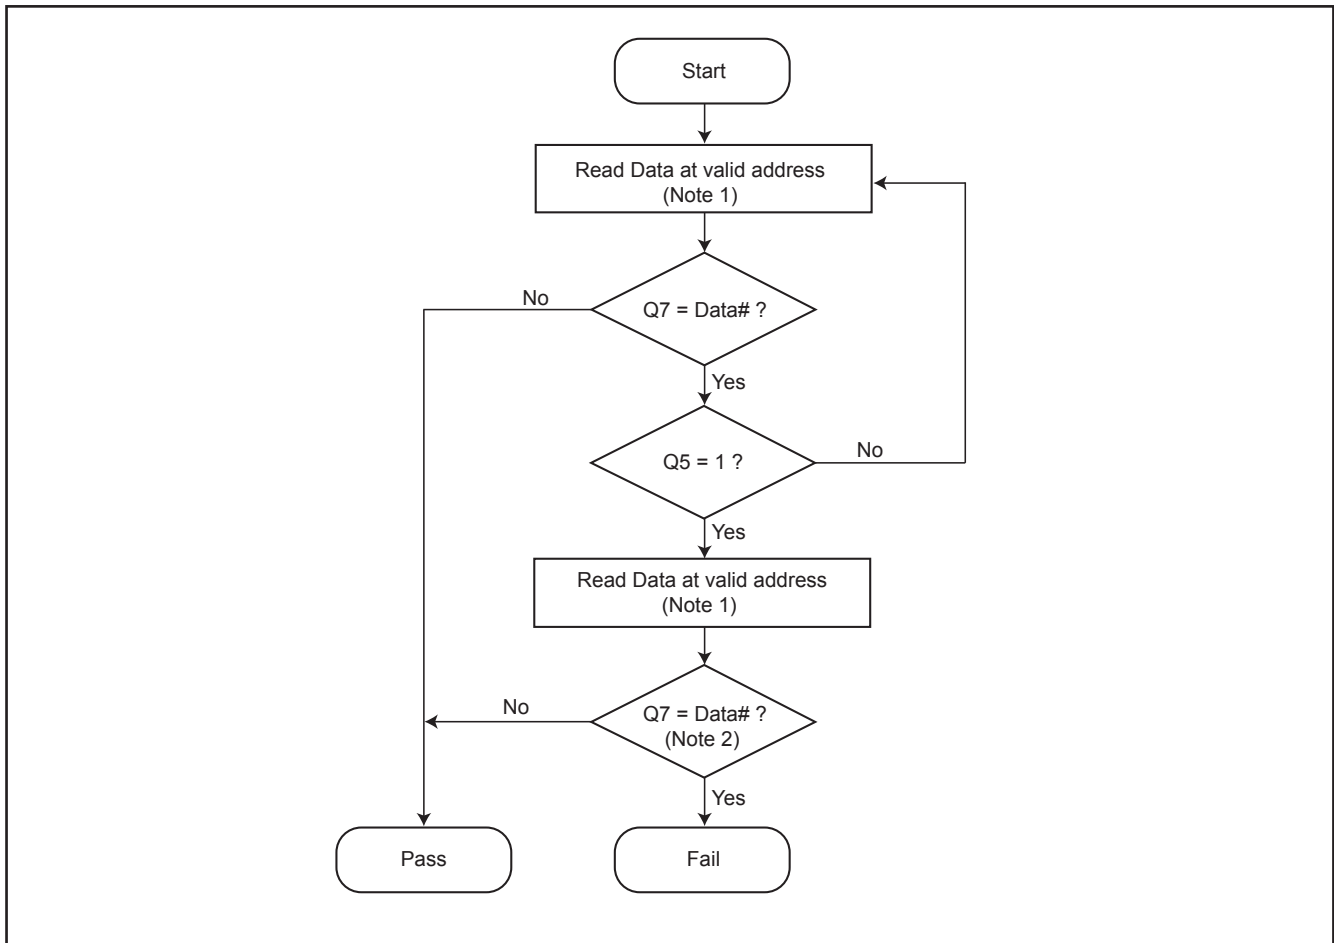 Start
Read Data at valid address
(Note 1)
Q7 = Data# ?
No
Yes
Q5 = 1 ?
No
Yes
Read Data at valid address
(Note 1)
Q7 = Data# ?
(Note 2)
No
Yes
Pass
Fail